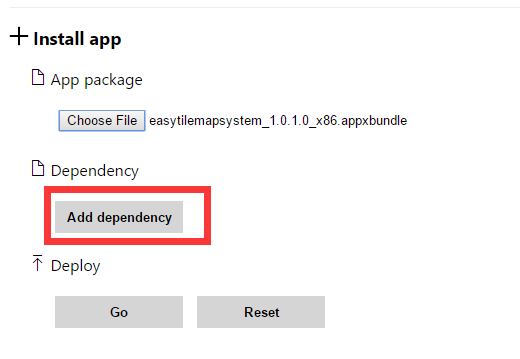 Install app
App package
Choose File easytilemapsystem_1.0.1.0_x86.appxbundle
Dependency
Add dependency
Deploy
Go Reset